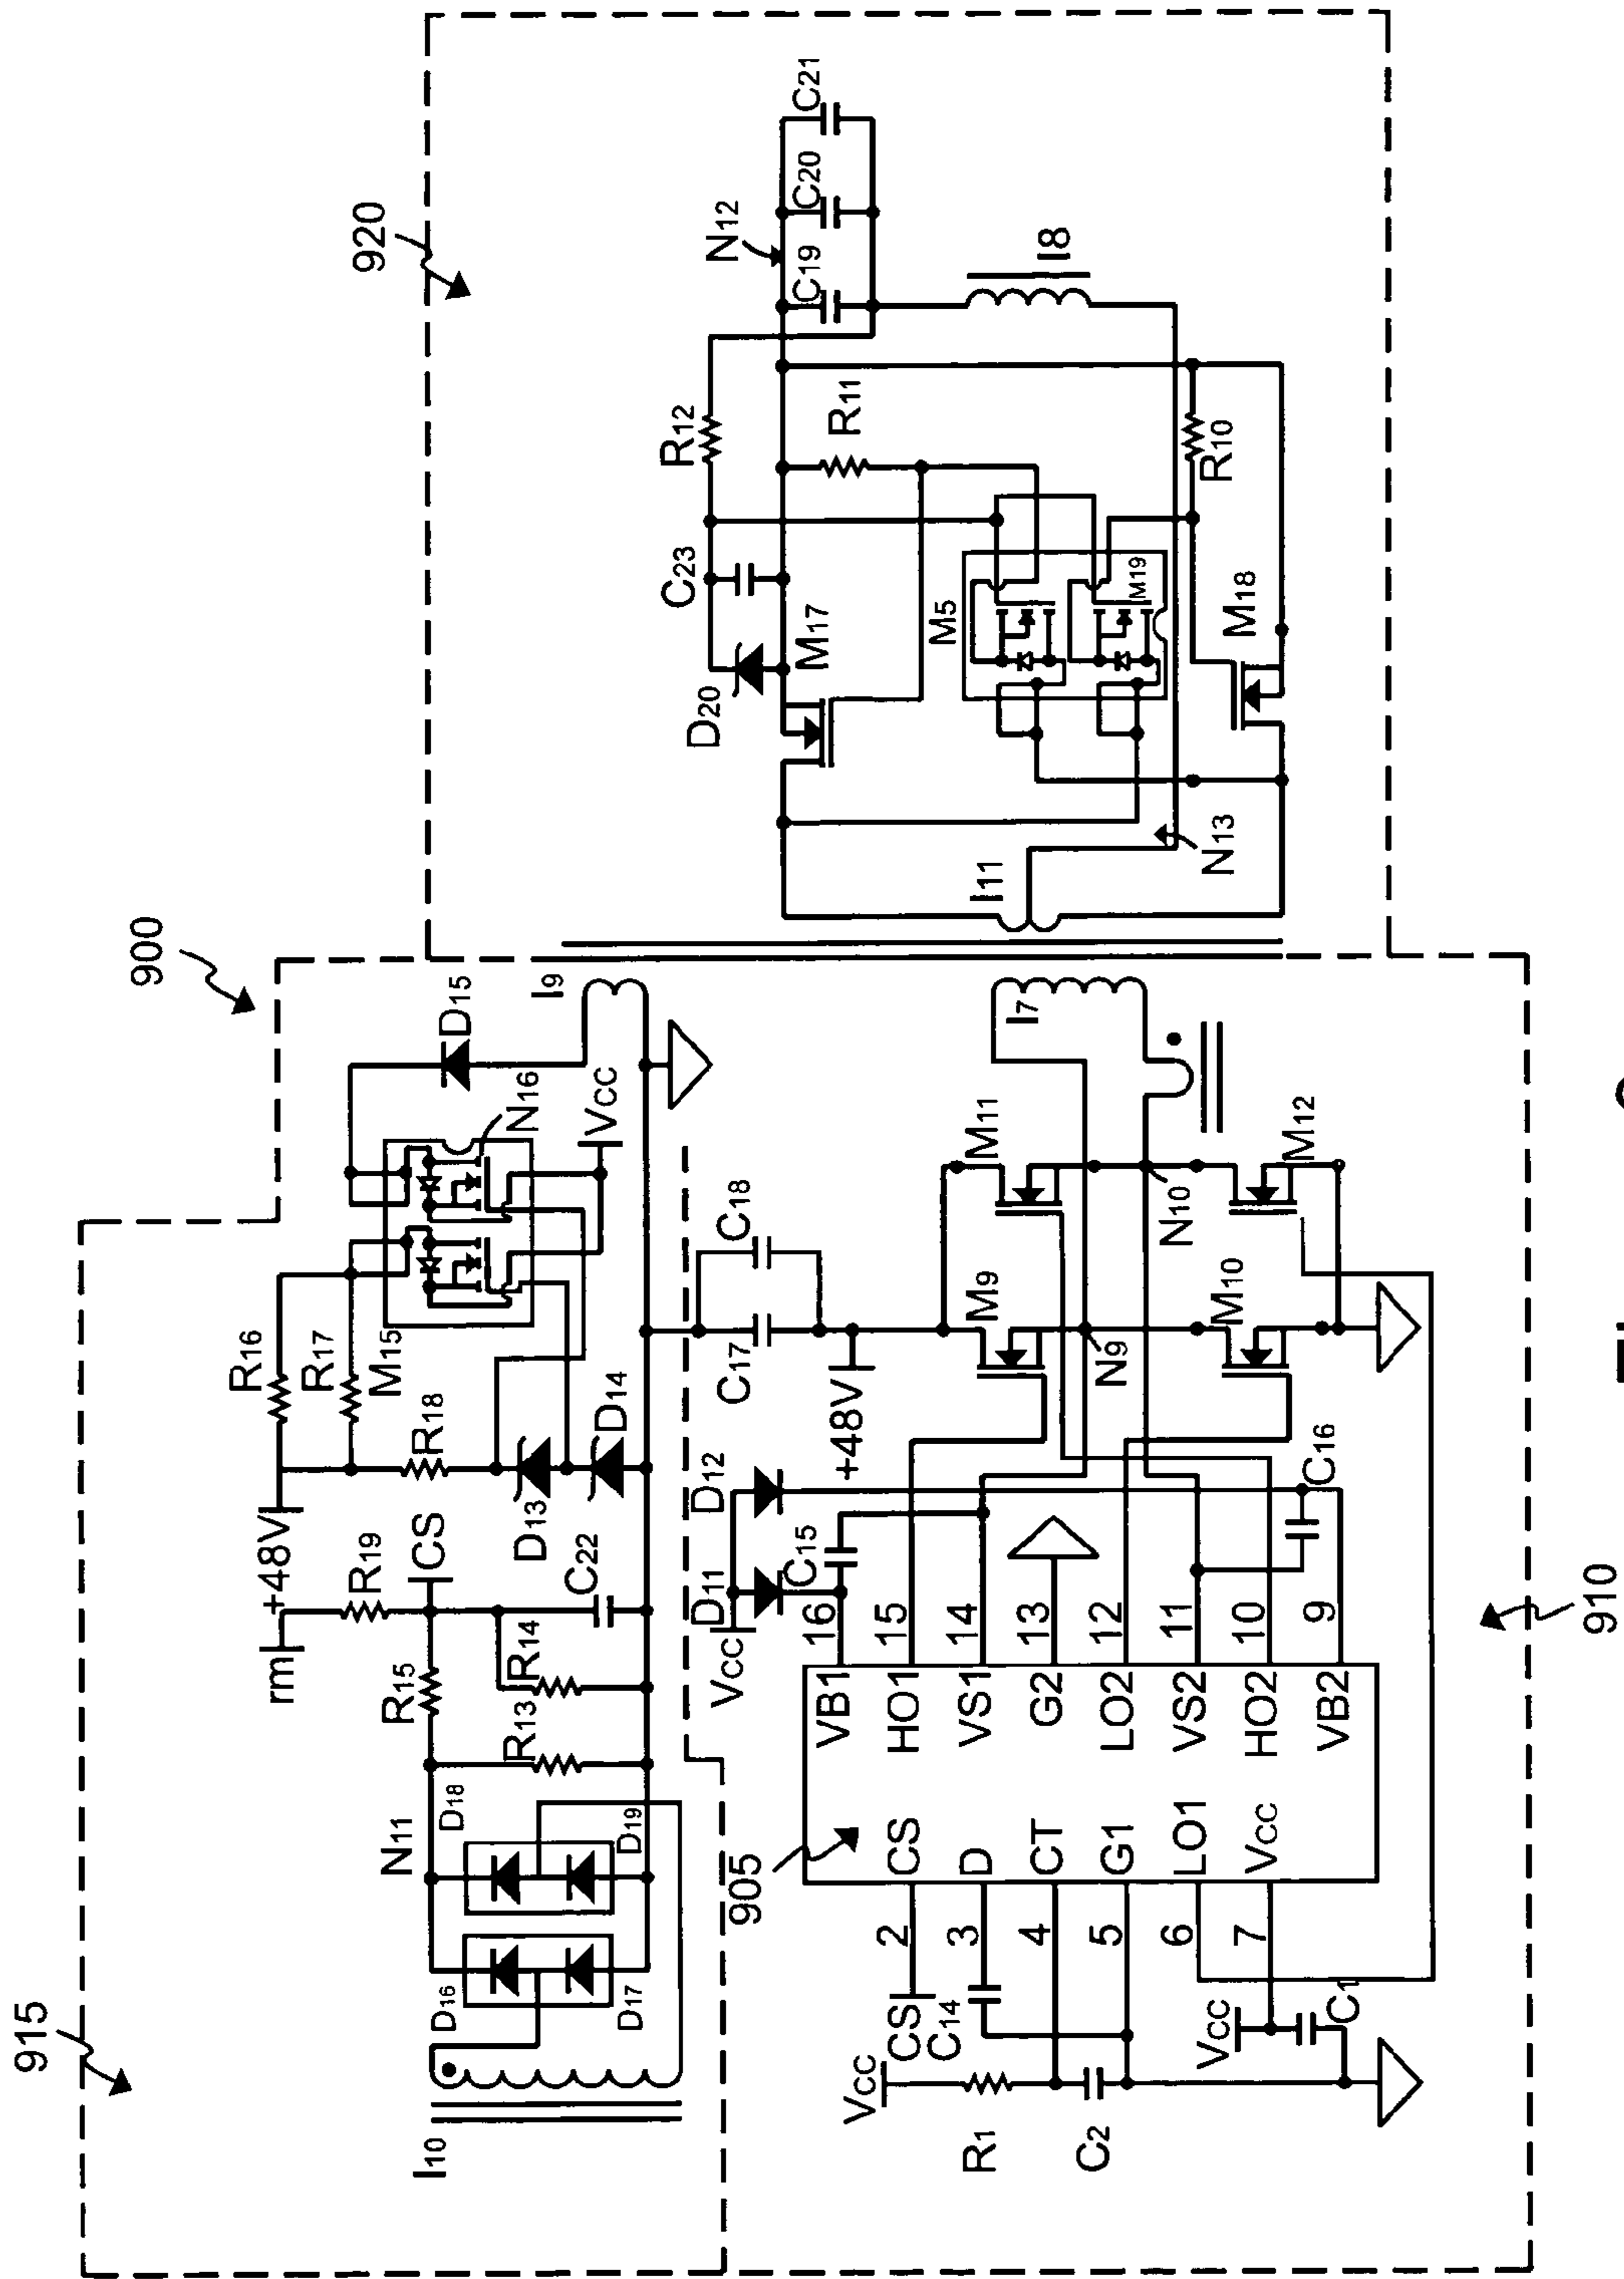 915
900
920
I10
D16
D17
N11
D18
D19
R13
R15
R14
rm
R19
CS
C22
+48V
R16
R17
R18
M15
D13
D14
N16
D15
VCC
I9
905
VCC
D11
D12
C15
C17
C18
+48V
M9
M11
N9
N10
M10
M12
I7
C16
VB1
HO1
VS1
G2
LO2
VS2
HO2
VB2
16
15
14
13
12
11
10
9
CS
D
CT
G1
LO1
VCC
2
3
4
5
6
7
CS
C14
VCC
R1
C2
VCC
C1
910
I11
N13
D20
M17
C23
R12
R11
M5
M19
M18
R10
N12
C19
C20
C21
I8